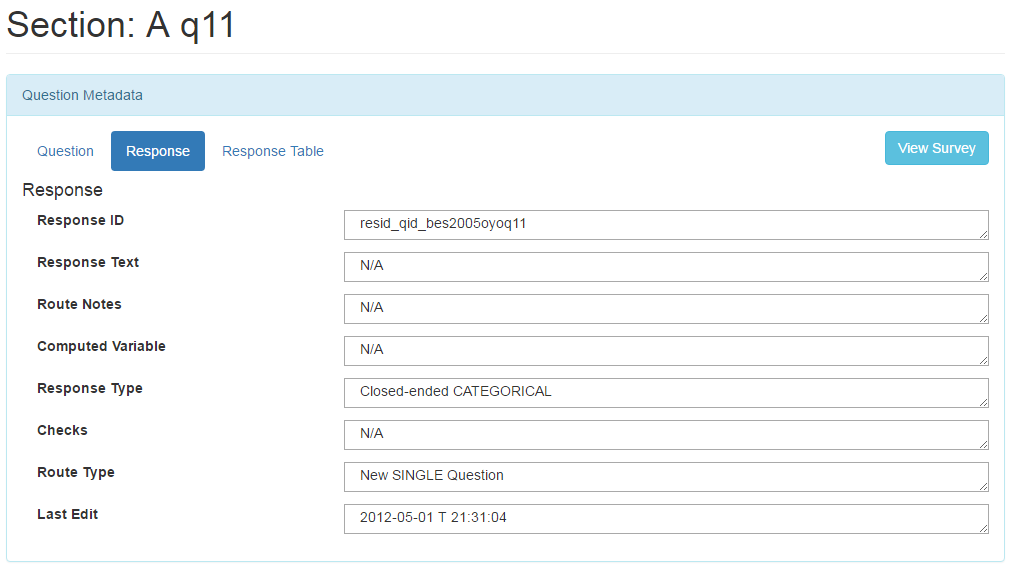 Section: A q11
Question Metadata
Question Response Response Table View Survey
Response
Response ID resid_qid_bes2005oyoq11
Response Text N/A
Route Notes N/A
Computed Variable N/A
Response Type Closed-ended CATEGORICAL
Checks N/A
Route Type New SINGLE Question
Last Edit 2012-05-01 T 21:31:04